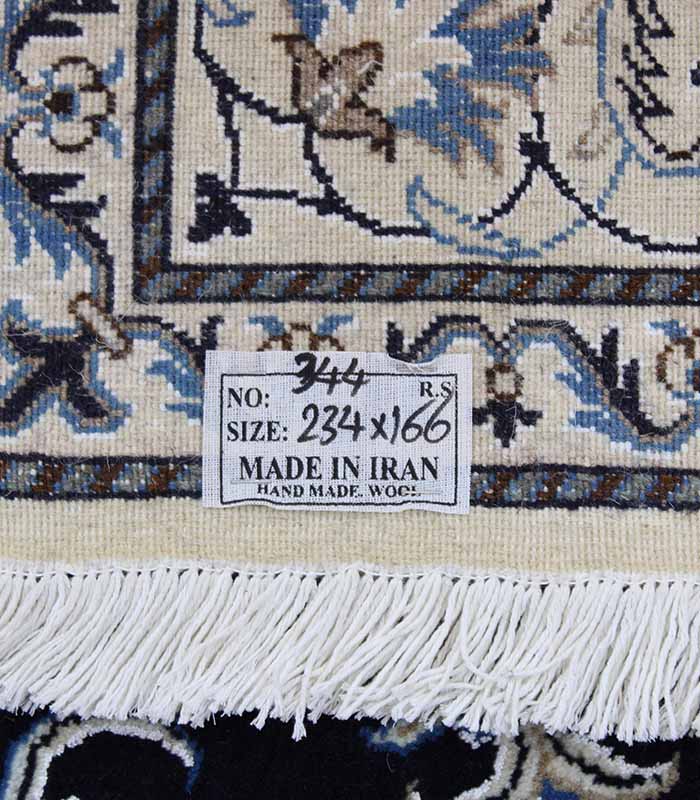 NO: 344 R.S
SIZE: 234x166
MADE IN IRAN
HAND MADE. WOOL